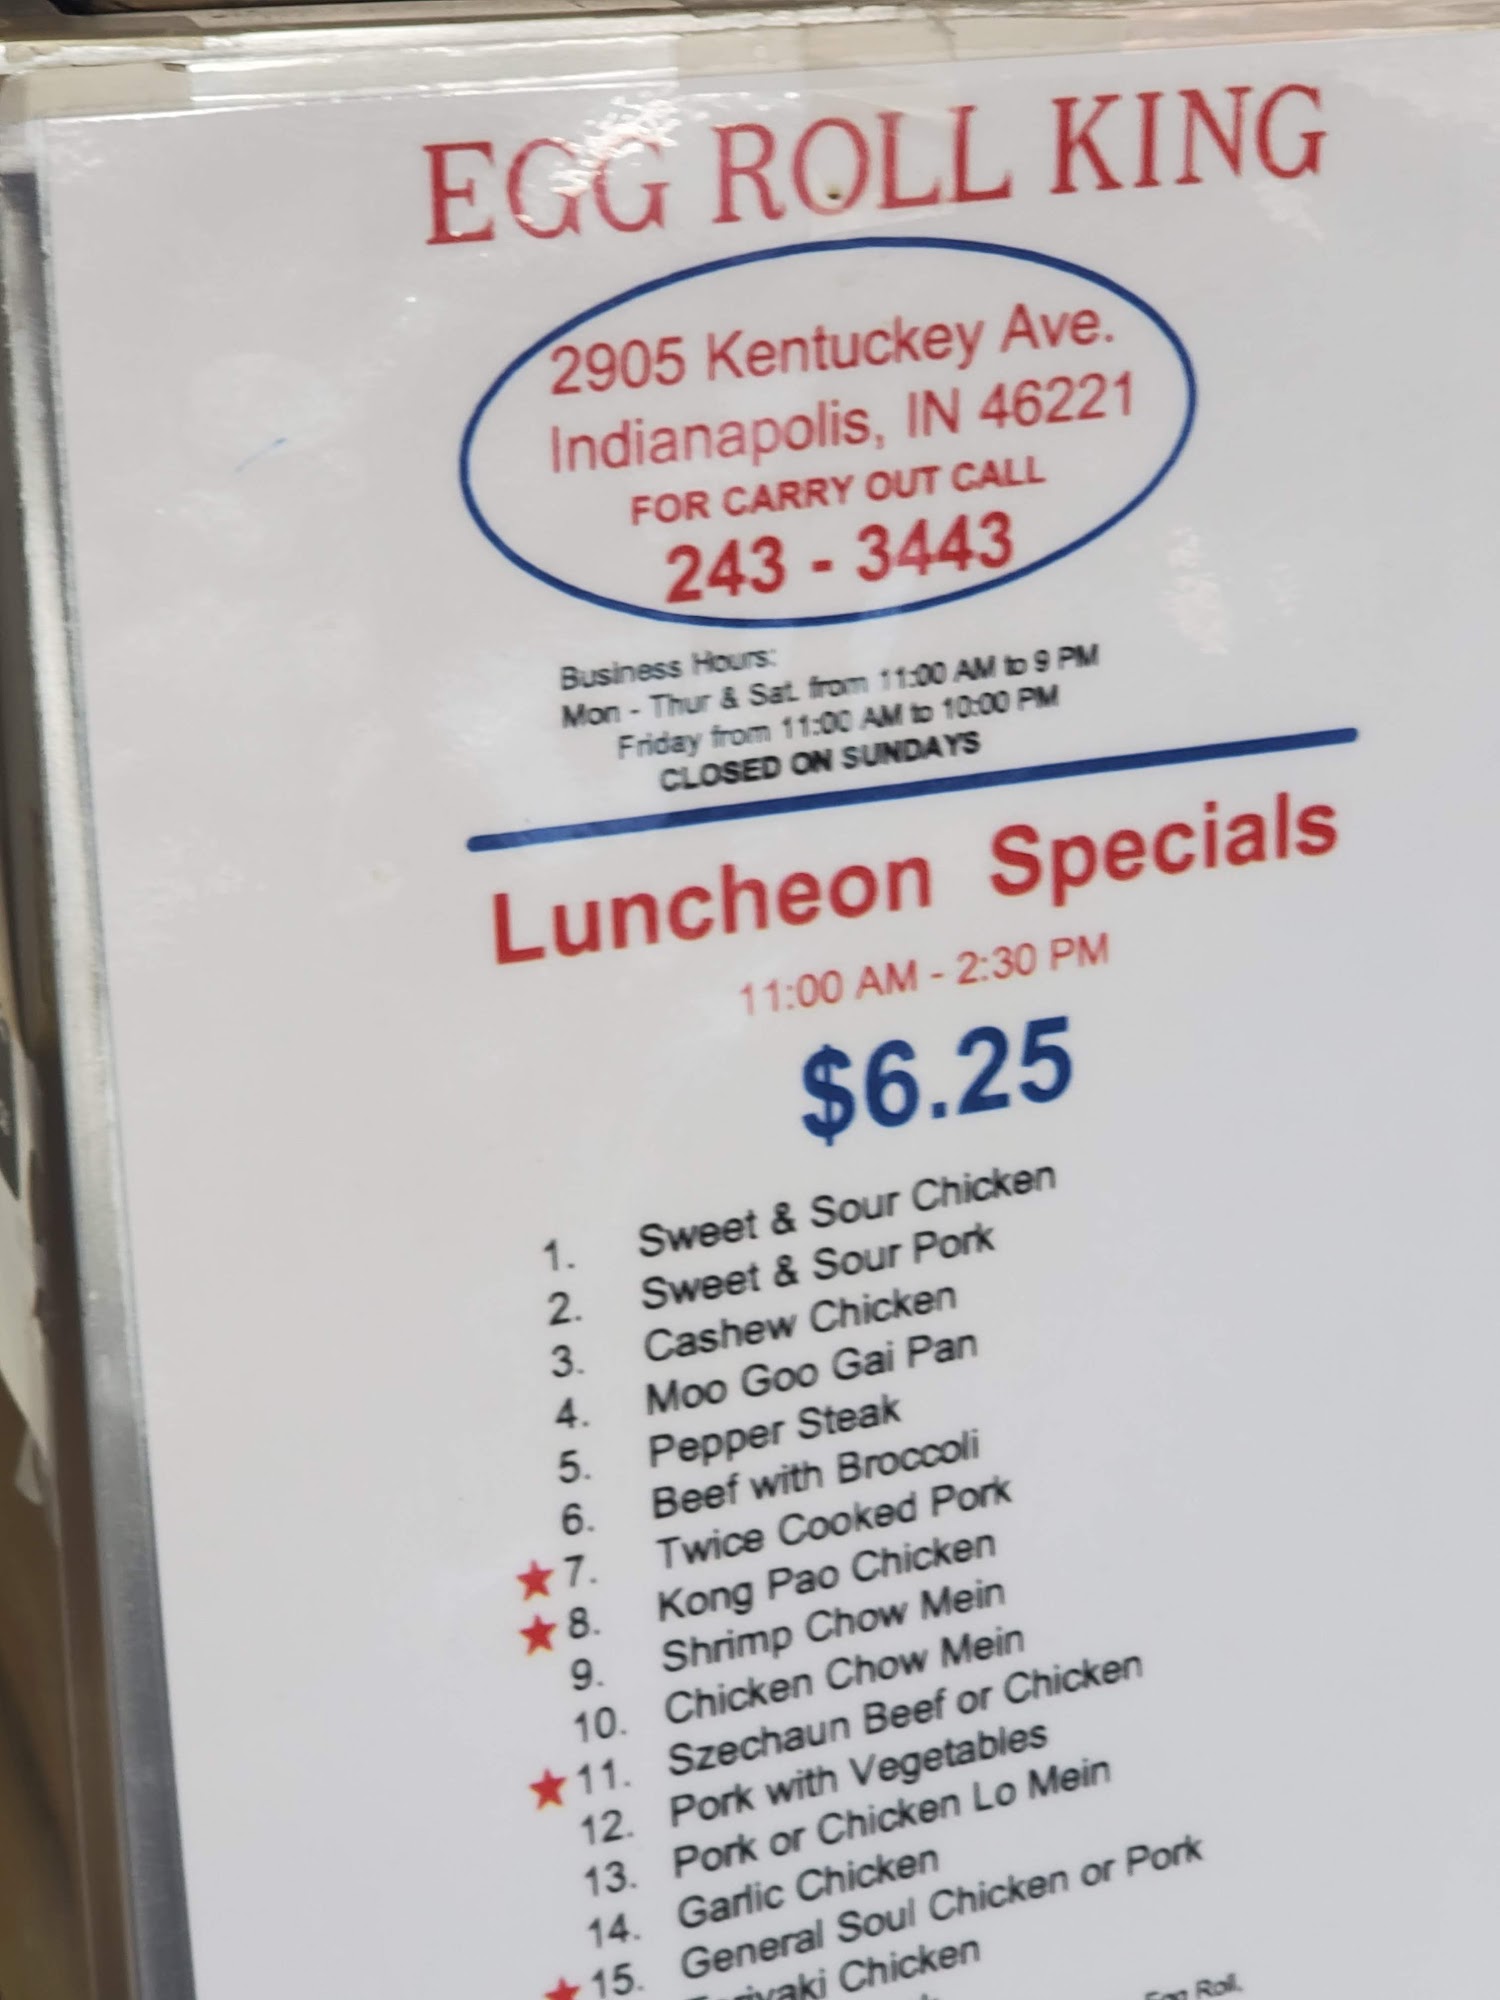 EGG ROLL KING
2905 Kentucky Ave.
Indianapolis, IN 46221
FOR CARRY OUT CALL
243 - 3443
Business Hours:
Mon - Thur & Sat. from 11:00 AM to 9 PM
Friday from 11:00 AM to 10:00 PM
CLOSED ON SUNDAYS
Luncheon Specials
11:00 AM - 2:30 PM
$6.25
1. Sweet & Sour Chicken
2. Sweet & Sour Pork
3. Cashew Chicken
4. Moo Goo Gai Pan
5. Pepper Steak
6. Beef with Broccoli
★ 7. Twice Cooked Pork
★ 8. Kong Pao Chicken
9. Shrimp Chow Mein
10. Chicken Chow Mein
★ 11. Szechaun Beef or Chicken
12. Pork with Vegetables
13. Pork or Chicken Lo Mein
14. Garlic Chicken
★ 15. General Soul Chicken or Pork
Chicken
Egg Roll,